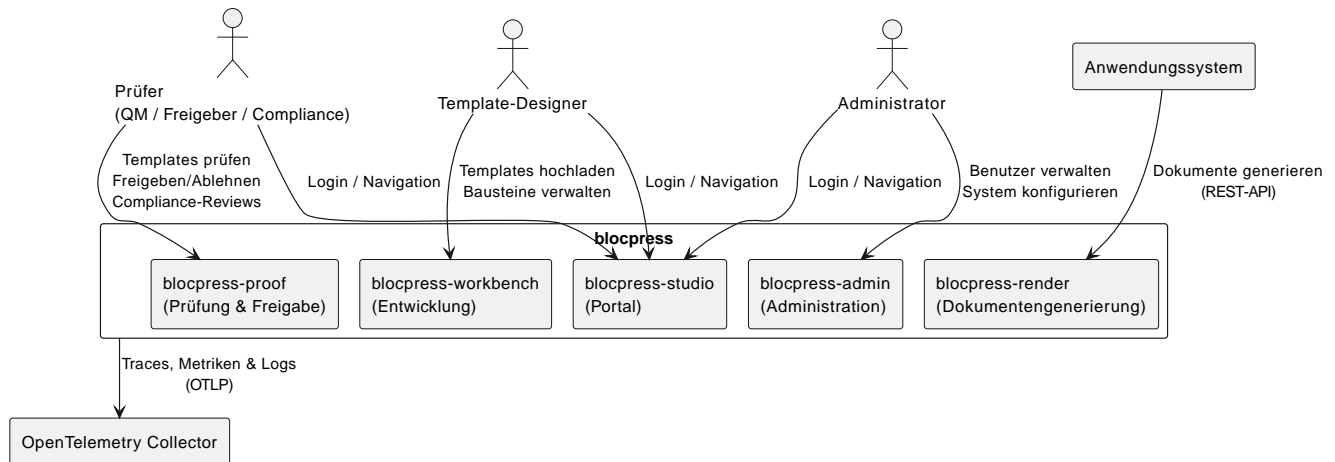 Anwendungssystem
Prüfer
(QM / Freigeber / Compliance)
Template-Designer
Administrator
Templates prüfen
Freigeben/Ablehnen
Compliance-Reviews
Login / Navigation
Templates hochladen
Bausteine verwalten
Login / Navigation
Login / Navigation
Benutzer verwalten
System konfigurieren
Dokumente generieren
(REST-API)
blocpress
blocpress-proof
(Prüfung & Freigabe)
blocpress-workbench
(Entwicklung)
blocpress-studio
(Portal)
blocpress-admin
(Administration)
blocpress-render
(Dokumentengenerierung)
Traces, Metriken & Logs
(OTLP)
OpenTelemetry Collector